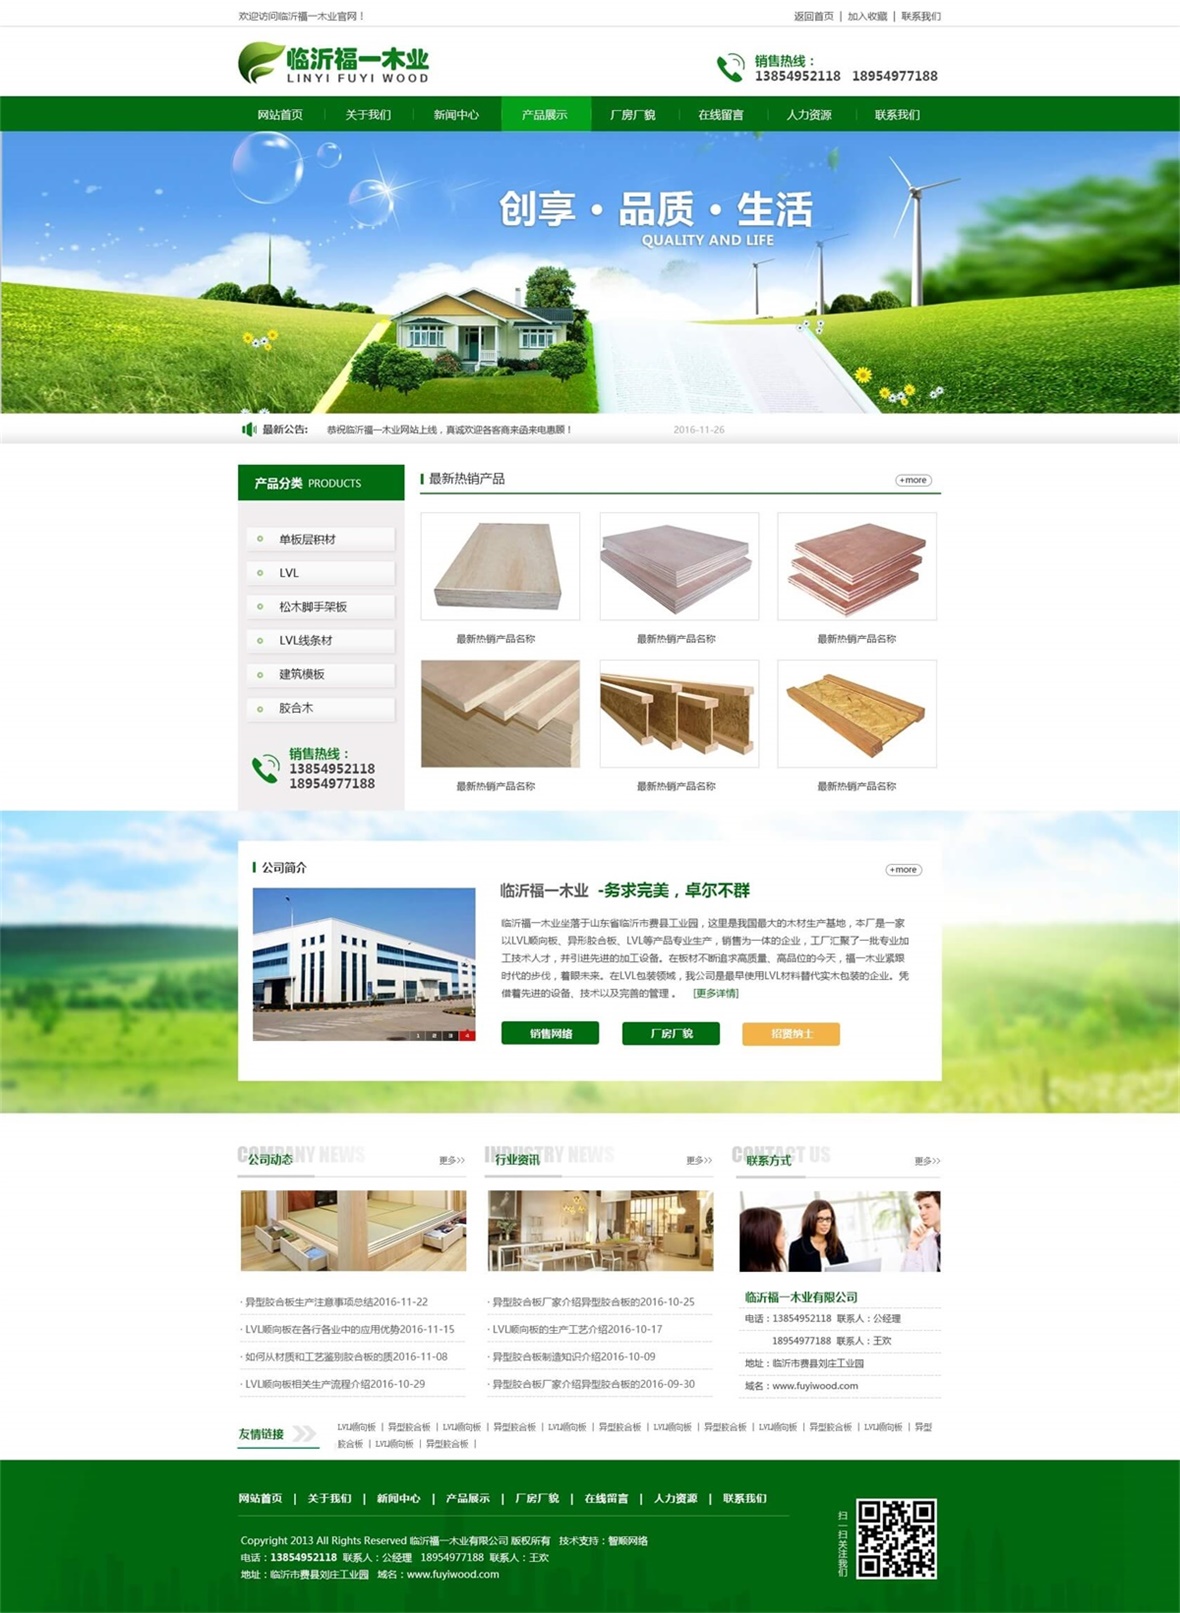 欢迎访问临沂福一木业官网！
返回首页 | 加入收藏 | 联系我们
临沂福一木业
LINYI FUYI WOOD
销售热线：
13854952118 18954977188
网站首页 关于我们 新闻中心 产品展示 厂房厂貌 在线留言 人力资源 联系我们
创享·品质·生活
QUALITY AND LIFE
最新公告: 恭祝临沂福一木业网站上线，真诚欢迎各客商来函来电惠顾！ 2016-11-26
产品分类 PRODUCTS
单板层积材
LVL
松木脚手架板
LVL线条材
建筑模板
胶合木
销售热线：
13854952118
18954977188
最新热销产品 +more
最新热销产品名称 最新热销产品名称 最新热销产品名称
最新热销产品名称 最新热销产品名称 最新热销产品名称
公司简介 +more
1 2 3 4
临沂福一木业 -务求完美，卓尔不群
临沂福一木业坐落于山东省临沂市费县工业园，这里是我国最大的木材生产基地，本厂是一家
以LVL顺向板、异形胶合板、LVL等产品专业生产，销售为一体的企业，工厂汇聚了一批专业加
工技术人才，并引进先进的加工设备。在板材不断追求高质量、高品位的今天，福一木业紧跟
时代的步伐，着眼未来。在LVL包装领域，我公司是最早使用LVL材料替代实木包装的企业。凭
借着先进的设备、技术以及完善的管理 。 [更多详情]
销售网络 厂房厂貌 招贤纳士
COMPANY NEWS
公司动态 更多>>
· 异型胶合板生产注意事项总结2016-11-22
· LVL顺向板在各行各业中的应用优势2016-11-15
· 如何从材质和工艺鉴别胶合板的质2016-11-08
· LVL顺向板相关生产流程介绍2016-10-29
INDUSTRY NEWS
行业资讯 更多>>
· 异型胶合板厂家介绍异型胶合板的2016-10-25
· LVL顺向板的生产工艺介绍2016-10-17
· 异型胶合板制造知识介绍2016-10-09
· 异型胶合板厂家介绍异型胶合板的2016-09-30
CONTACT US
联系方式 更多>>
临沂福一木业有限公司
电话：13854952118 联系人：公经理
18954977188 联系人：王欢
地址：临沂市费县刘庄工业园
域名：www.fuyiwood.com
友情链接
LVL顺向板 | 异型胶合板 | LVL顺向板 | 异型胶合板 | LVL顺向板 | 异型胶合板 | LVL顺向板 | 异型胶合板 | LVL顺向板 | 异型胶合板 | LVL顺向板 | 异型
胶合板 | LVL顺向板 | 异型胶合板 |
网站首页 | 关于我们 | 新闻中心 | 产品展示 | 厂房厂貌 | 在线留言 | 人力资源 | 联系我们
Copyright 2013 All Rights Reserved 临沂福一木业有限公司 版权所有 技术支持：智顺网络
电话：13854952118 联系人：公经理 18954977188 联系人：王欢
地址：临沂市费县刘庄工业园 域名：www.fuyiwood.com
扫一扫关注我们